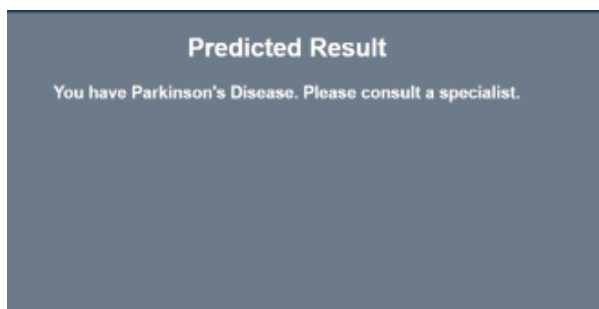 Predicted Result
You have Parkinson's Disease. Please consult a specialist.